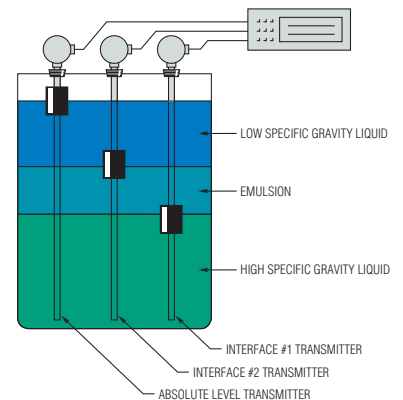 LOW SPECIFIC GRAVITY LIQUID
EMULSION
HIGH SPECIFIC GRAVITY LIQUID
INTERFACE #1 TRANSMITTER
INTERFACE #2 TRANSMITTER
ABSOLUTE LEVEL TRANSMITTER